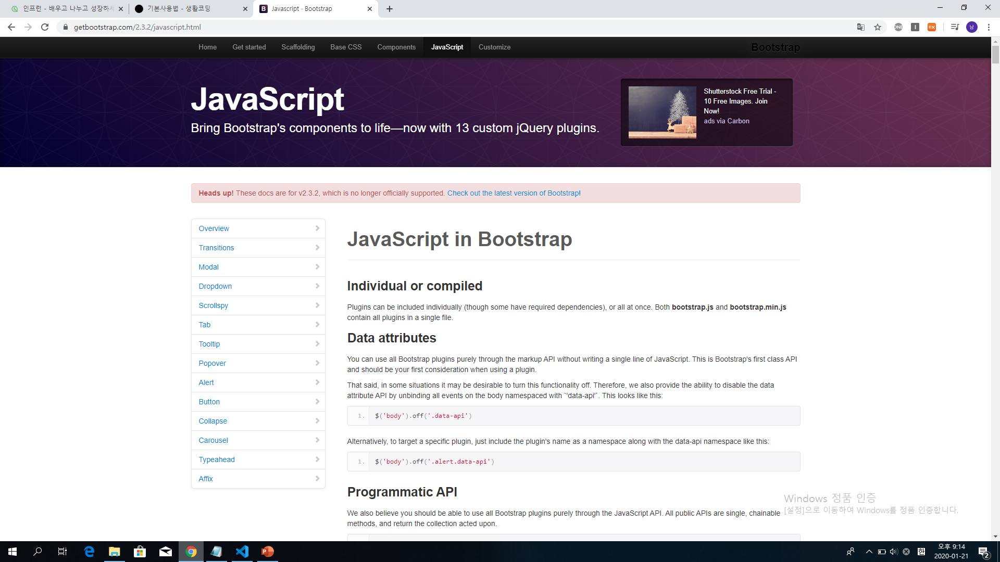 인프런 - 배우고 나누고 성장하세
기본사용법 - 생활코딩
Javascript · Bootstrap
getbootstrap.com/2.3.2/javascript.html
남
Home Get started Scaffolding Base CSS Components JavaScript Customize Bootstrap
JavaScript
Bring Bootstrap's components to life—now with 13 custom jQuery plugins.
Shutterstock Free Trial -
10 Free Images. Join
Now!
ads via Carbon
Heads up! These docs are for v2.3.2, which is no longer officially supported. Check out the latest version of Bootstrap!
Overview
Transitions
Modal
Dropdown
Scrollspy
Tab
Tooltip
Popover
Alert
Button
Collapse
Carousel
Typeahead
Affix
JavaScript in Bootstrap
Individual or compiled
Plugins can be included individually (though some have required dependencies), or all at once. Both bootstrap.js and bootstrap.min.js
contain all plugins in a single file.
Data attributes
You can use all Bootstrap plugins purely through the markup API without writing a single line of JavaScript. This is Bootstrap's first class API
and should be your first consideration when using a plugin.
That said, in some situations it may be desirable to turn this functionality off. Therefore, we also provide the ability to disable the data
attribute API by unbinding all events on the body namespaced with `'data-api'`. This looks like this:
1. $('body').off('.data-api')
Alternatively, to target a specific plugin, just include the plugin's name as a namespace along with the data-api namespace like this:
1. $('body').off('.alert.data-api')
Programmatic API
We also believe you should be able to use all Bootstrap plugins purely through the JavaScript API. All public APIs are single, chainable
methods, and return the collection acted upon.
Windows 정품 인증
[설정]으로 이동하여 Windows를 정품 인증합니다.
한
오후 9:14
2020-01-21
2